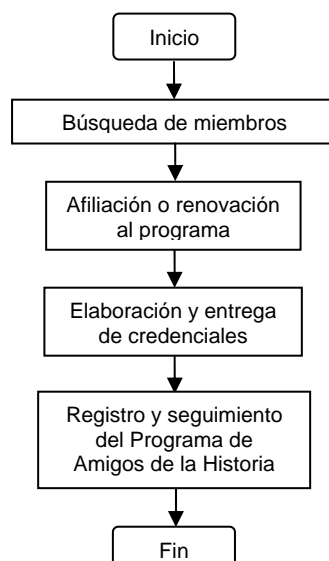 Inicio
Búsqueda de miembros
Afiliación o renovación
al programa
Elaboración y entrega
de credenciales
Registro y seguimiento
del Programa de
Amigos de la Historia
Fin